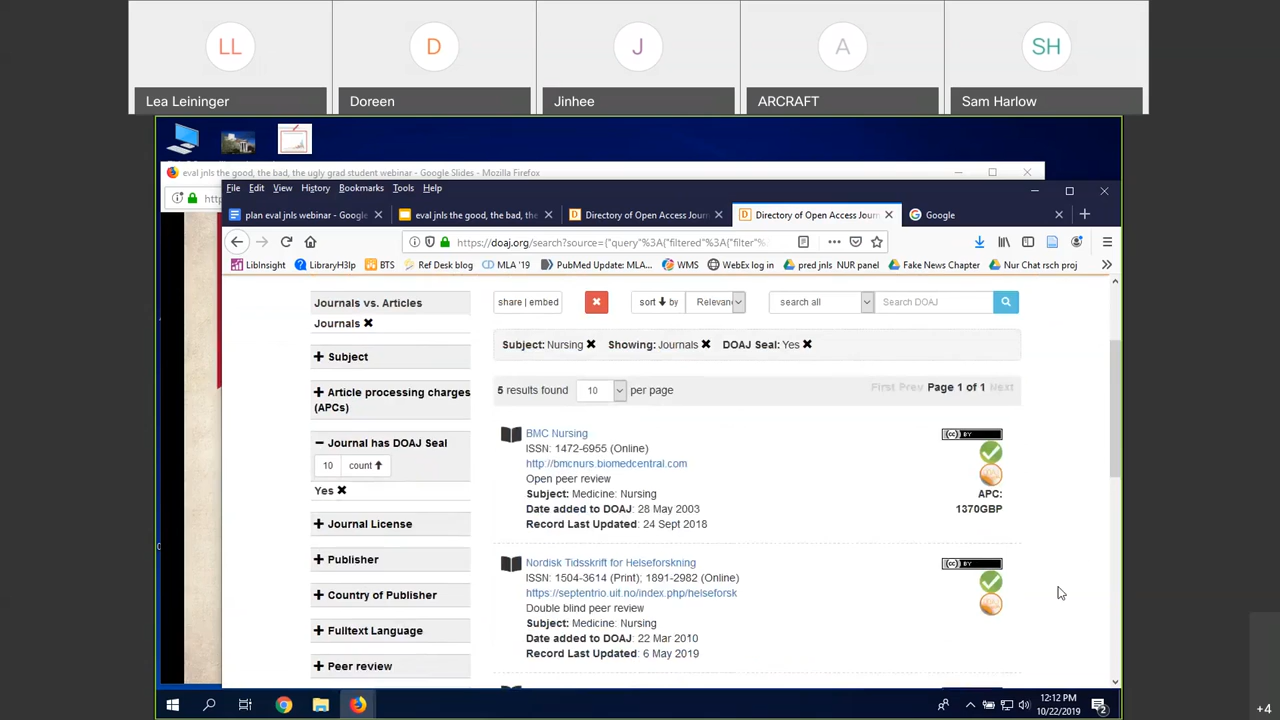 LL
D
J
A
SH
Lea Leininger
Doreen
Jinhee
ARCRAFT
Sam Harlow
eval jnls the good, the bad, the ugly grad student webinar - Google Slides - Mozilla Firefox
File Edit View History Bookmarks Tools Help
plan eval jnls webinar - Google
eval jnls the good, the bad, the
Directory of Open Access Journ
Directory of Open Access Journ
Google
https://doaj.org/search?source={"query"%3A{"filtered"%3A{"filter"%
LibInsight LibraryH3lp BTS Ref Desk blog MLA '19 PubMed Update: MLA... WMS WebEx log in pred jnls NUR panel Fake News Chapter Nur Chat rsch proj
Journals vs. Articles
Journals
Subject
Article processing charges
(APCs)
Journal has DOAJ Seal
10 count
Yes
Journal License
Publisher
Country of Publisher
Fulltext Language
Peer review
share | embed sort by Relevan search all Search DOAJ
Subject: Nursing Showing: Journals DOAJ Seal: Yes
5 results found 10 per page First Prev Page 1 of 1 Next
BMC Nursing
ISSN: 1472-6955 (Online)
http://bmcnurs.biomedcentral.com
Open peer review
Subject: Medicine: Nursing
Date added to DOAJ: 28 May 2003
Record Last Updated: 24 Sept 2018
cc BY
APC:
1370GBP
Nordisk Tidsskrift for Helseforskning
ISSN: 1504-3614 (Print); 1891-2982 (Online)
https://septentrio.uit.no/index.php/helseforsk
Double blind peer review
Subject: Medicine: Nursing
Date added to DOAJ: 22 Mar 2010
Record Last Updated: 6 May 2019
cc BY
12:12 PM
10/22/2019
2
+4